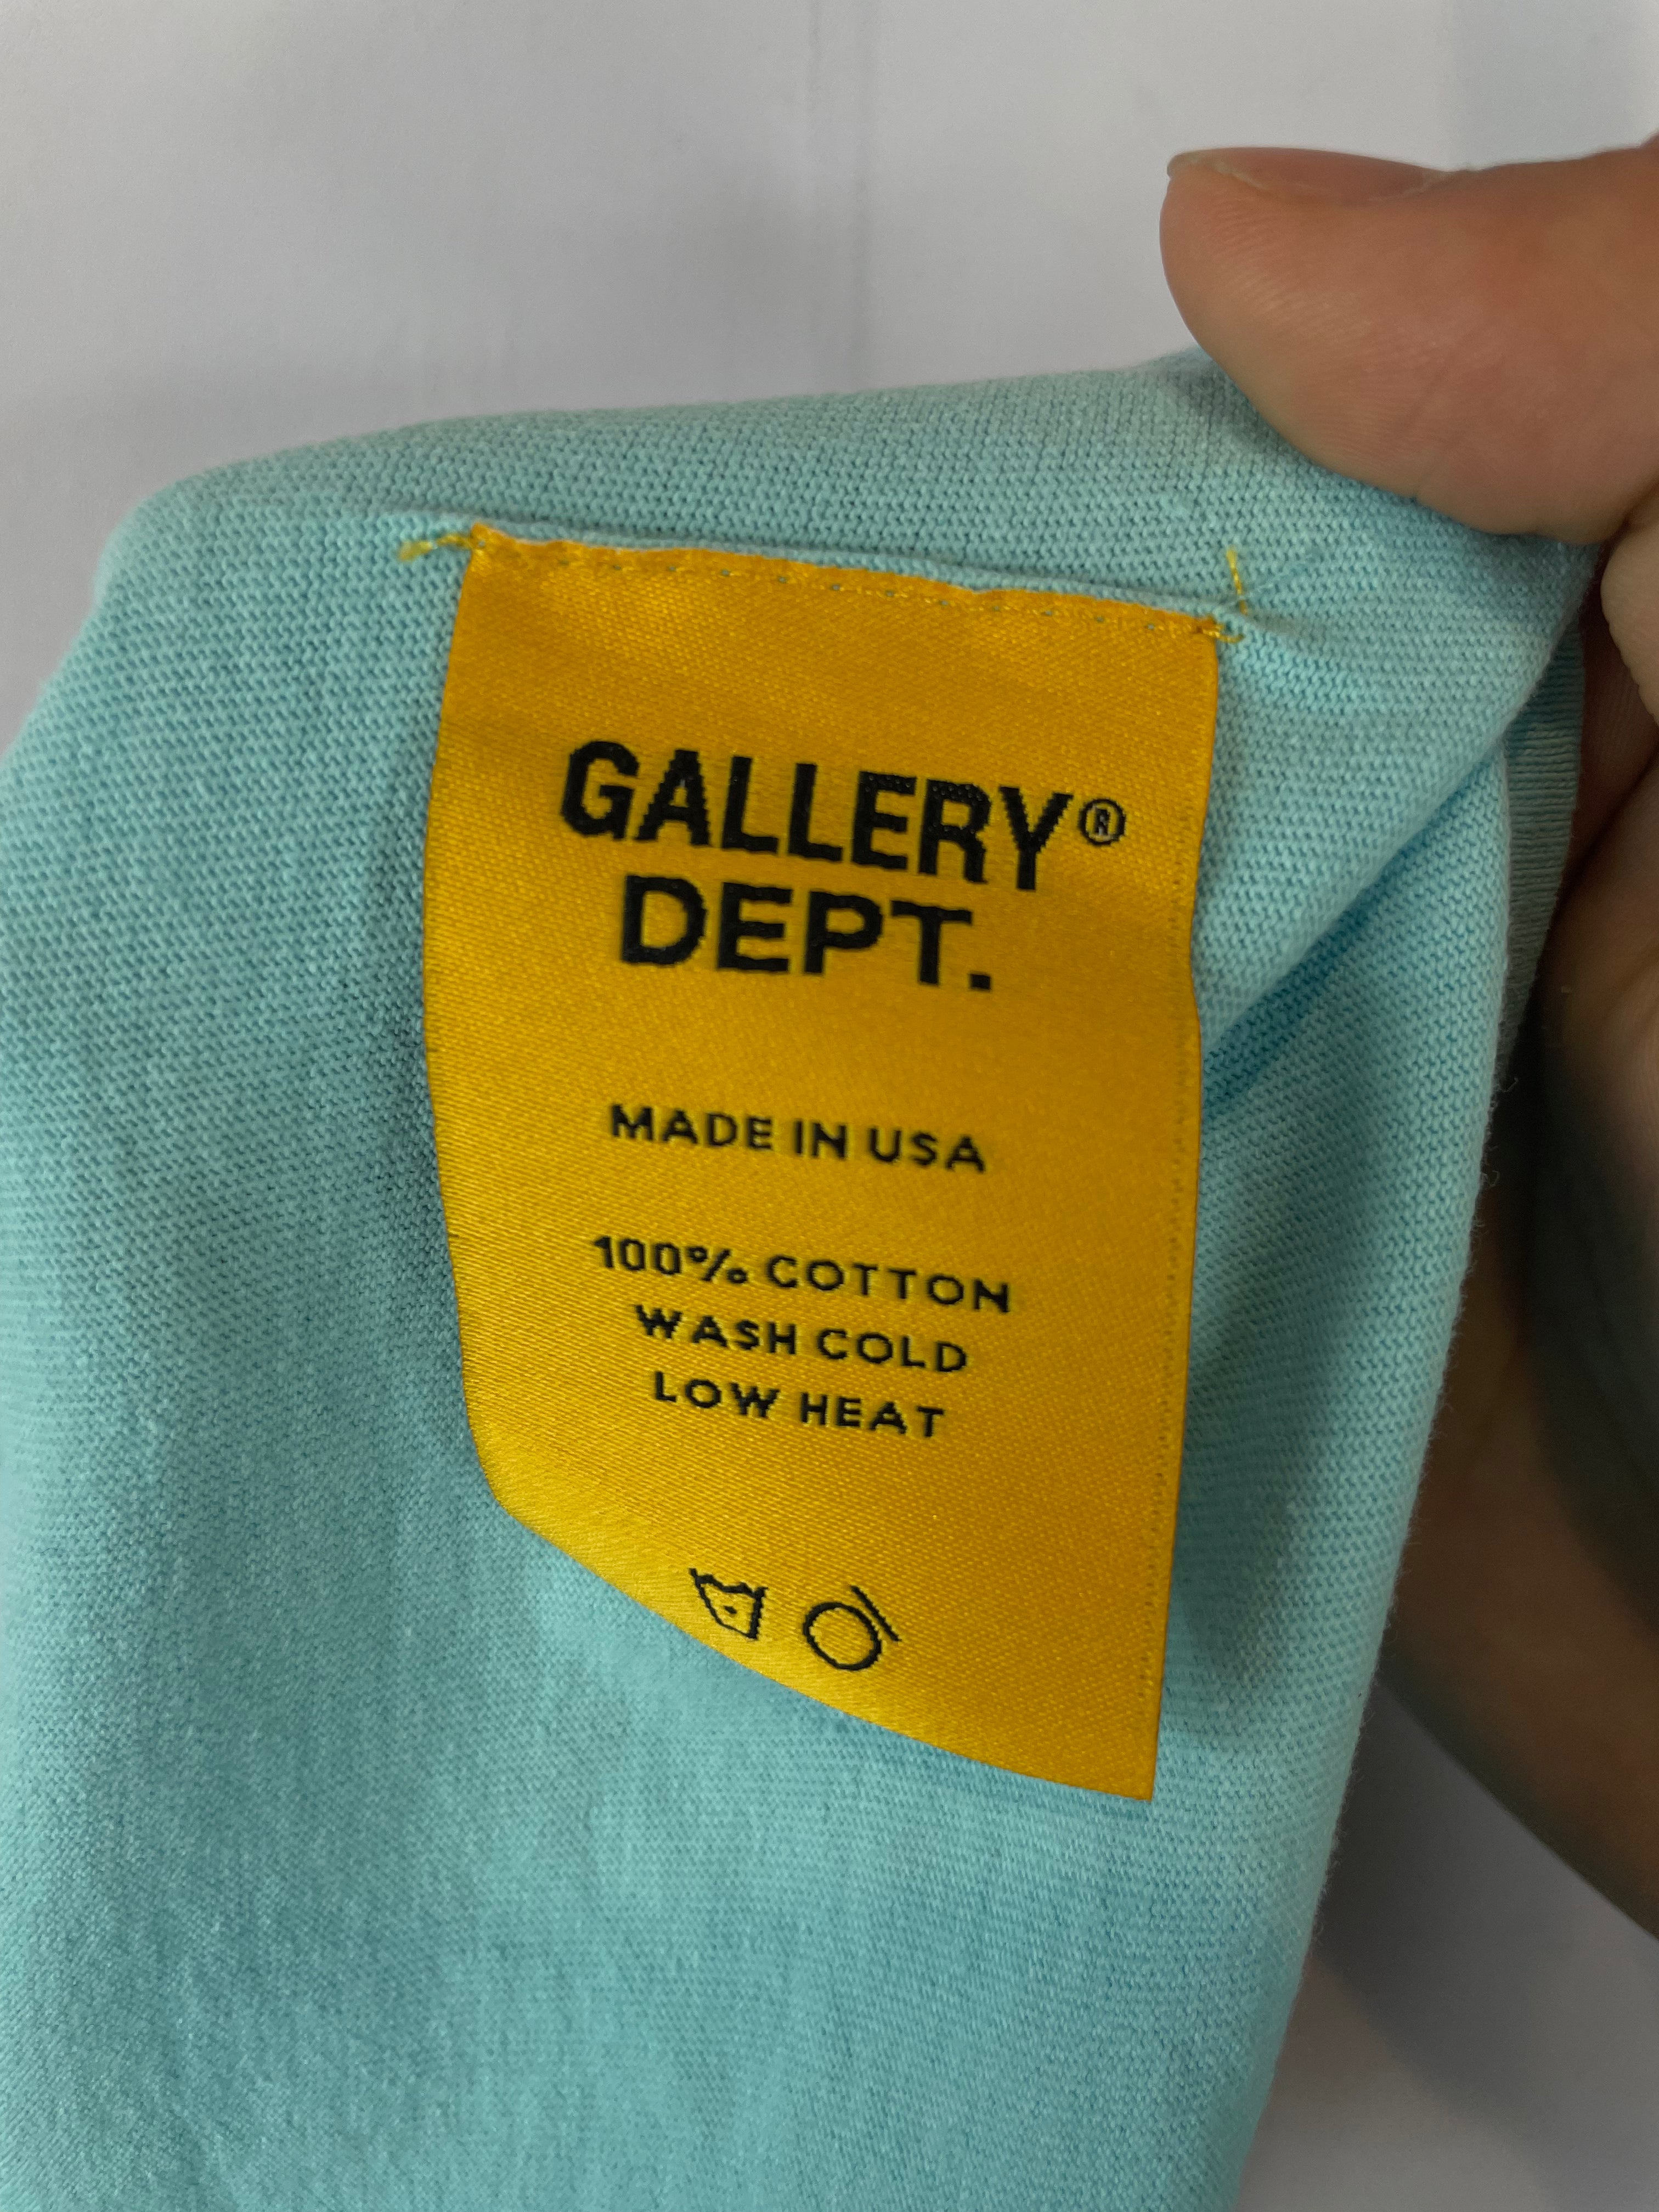 GALLERY®
DEPT.
MADE IN USA
100% COTTON
WASH COLD
LOW HEAT